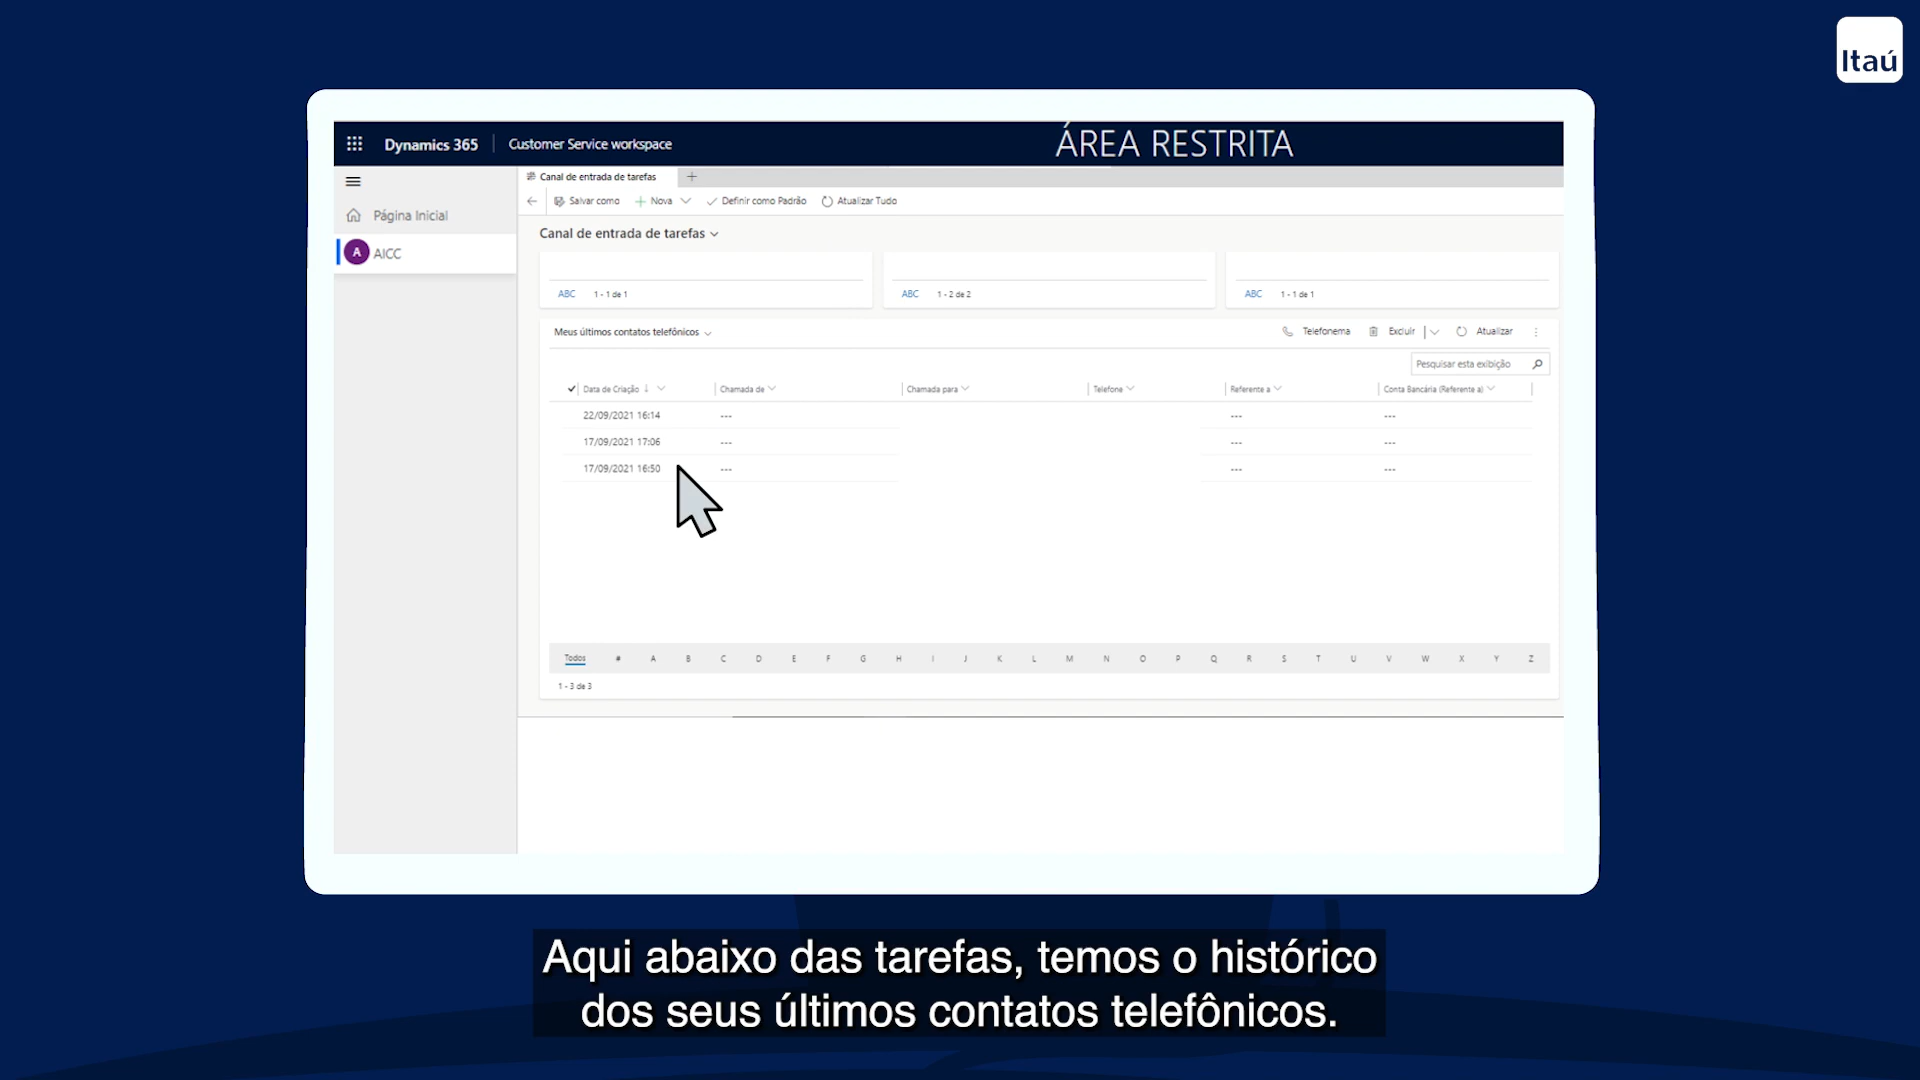 Itaú
Dynamics 365 Customer Service workspace ÁREA RESTRITA
Canal de entrada de tarefas
Salvar como Nova Definir como Padrão Atualizar Tudo
Página Inicial
A AICC
Canal de entrada de tarefas
ABC 1 - 1 de 1 ABC 1 - 2 de 2 ABC 1 - 1 de 1
Meus últimos contatos telefônicos Telefonema Excluir Atualizar
Pesquisar esta exibição
Data de Criação Chamada de Chamada para Telefone Referente a Conta Bancária (Referente a)
22/09/2021 16:14 --- --- ---
17/09/2021 17:06 --- --- ---
17/09/2021 16:50 --- --- ---
Todos # A B C D E F G H I J K L M N O P Q R S T U V W X Y Z
1 - 3 de 3
Aqui abaixo das tarefas, temos o histórico
dos seus últimos contatos telefônicos.